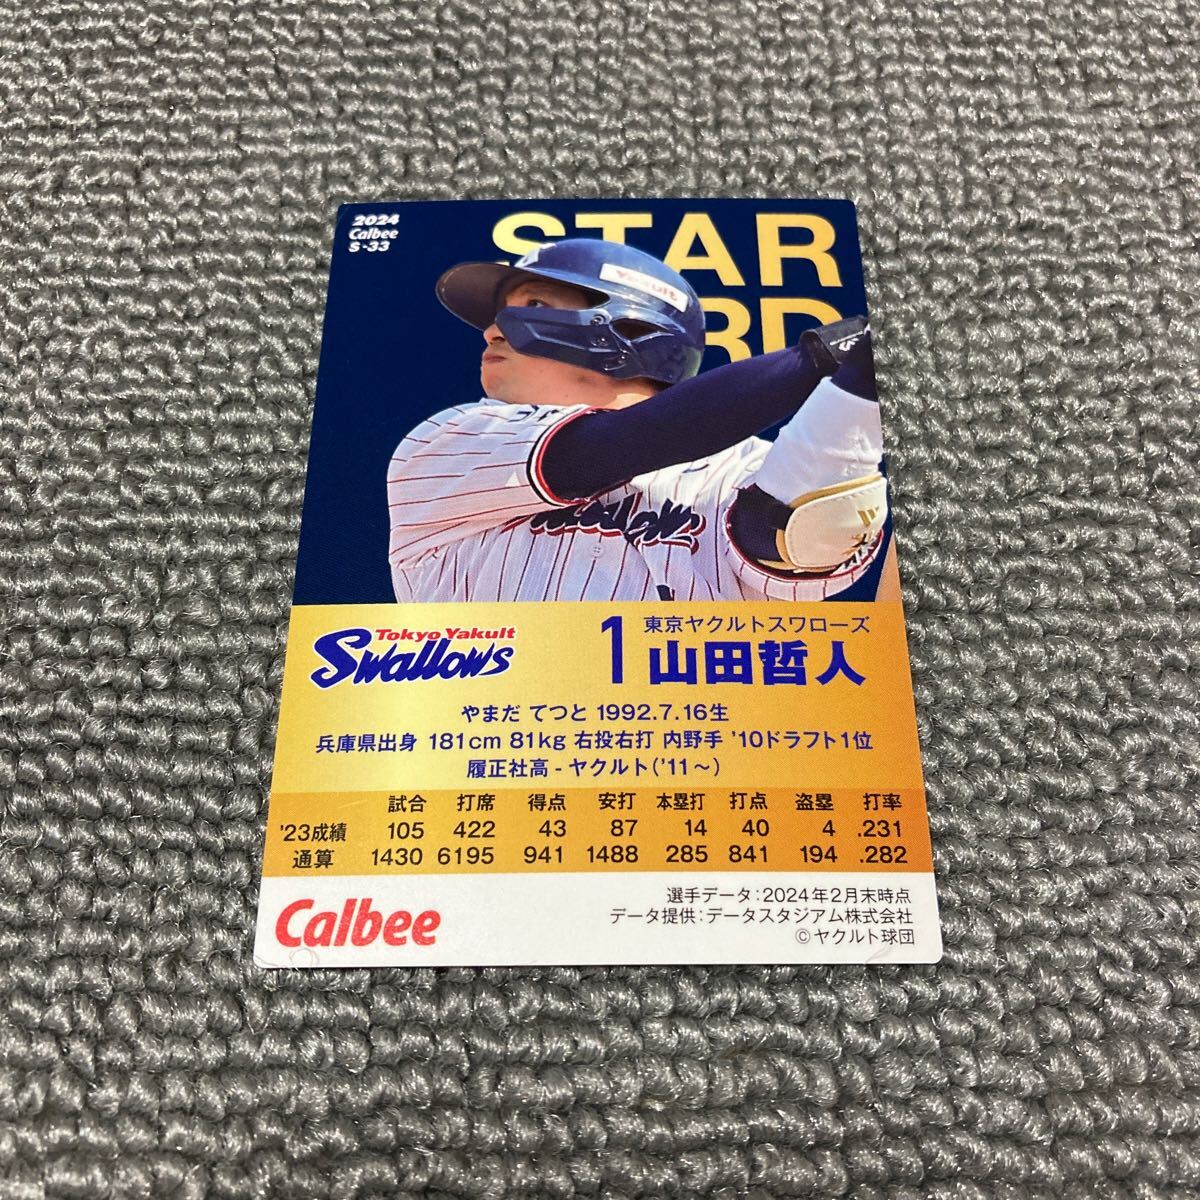 2024
Calbee
S-33
STAR
RD
Yakult
Swallows
Tokyo Yakult
Swallows
1
東京ヤクルトスワローズ
山田哲人
やまだ てつと 1992.7.16生
兵庫県出身 181cm 81kg 右投右打 内野手 '10ドラフト1位
履正社高 - ヤクルト('11～)
試合 打席 得点 安打 本塁打 打点 盗塁 打率
'23成績 105 422 43 87 14 40 4 .231
通算 1430 6195 941 1488 285 841 194 .282
Calbee
選手データ：2024年2月末時点
データ提供：データスタジアム株式会社
©ヤクルト球団